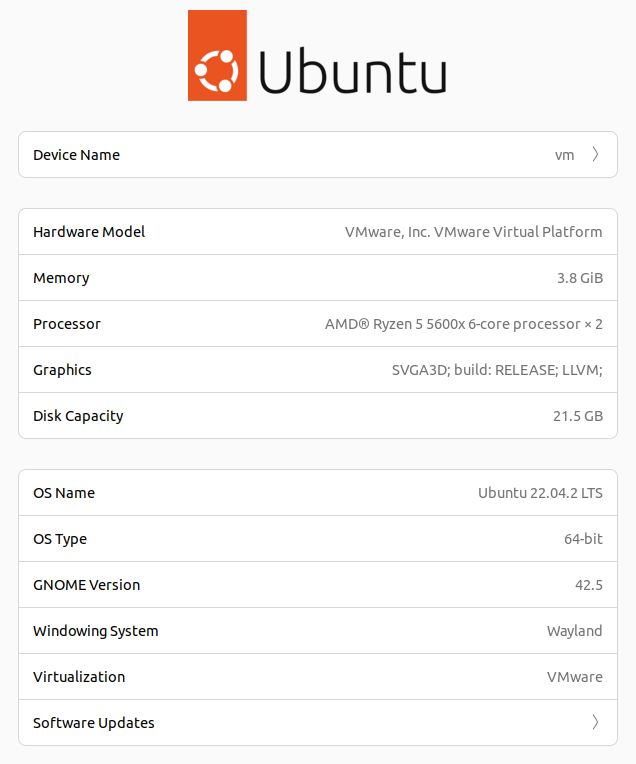 Ubuntu
Device Name vm
Hardware Model VMware, Inc. VMware Virtual Platform
Memory 3.8 GiB
Processor AMD® Ryzen 5 5600x 6-core processor × 2
Graphics SVGA3D; build: RELEASE; LLVM;
Disk Capacity 21.5 GB
OS Name Ubuntu 22.04.2 LTS
OS Type 64-bit
GNOME Version 42.5
Windowing System Wayland
Virtualization VMware
Software Updates